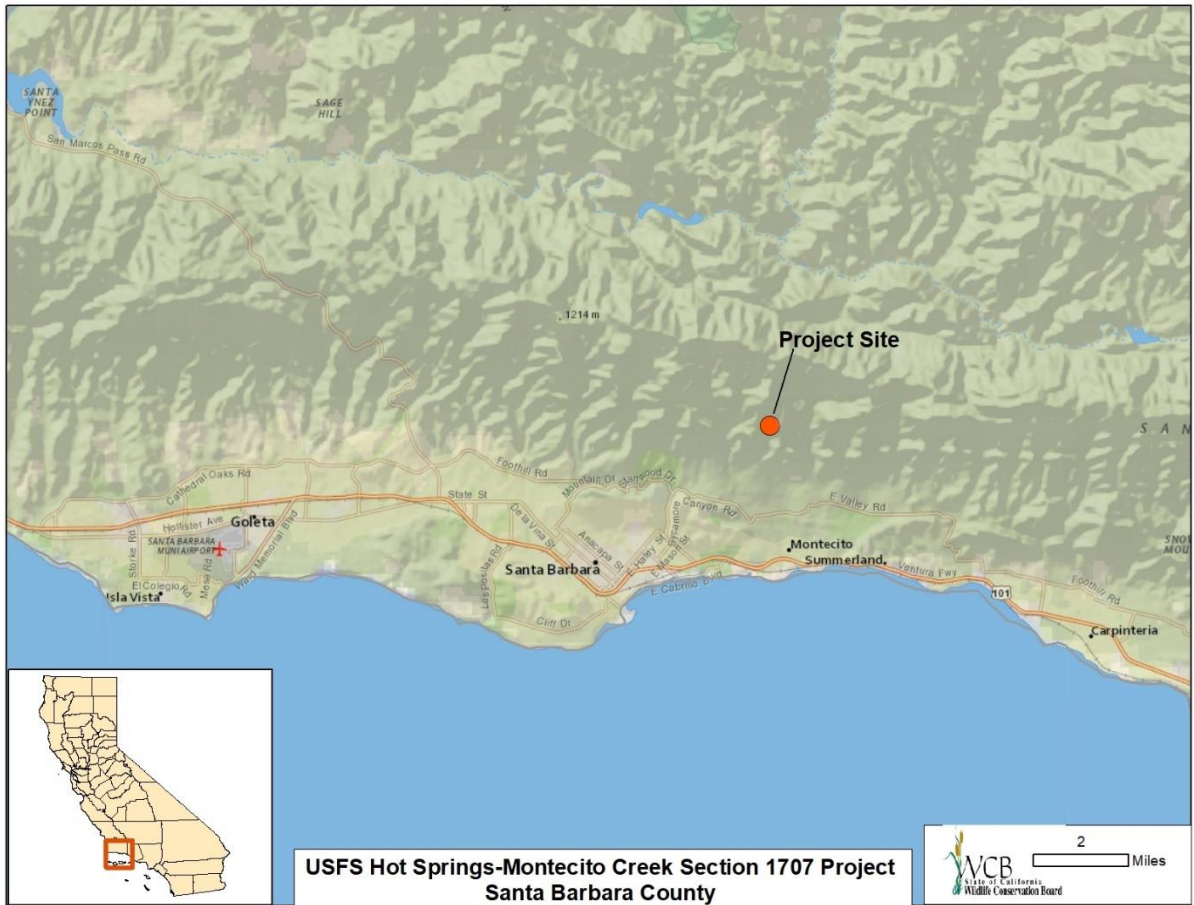 SANTA
YNEZ
POINT
SAGE
HILL
San Marcos Pass Rd
1214 m
Project Site
SAN
Foothill Rd
Mountain Dr
Stanwood Dr
Cathedral Oaks Rd
State St
Sycamore
Canyon Rd
E Valley Rd
Hollister Ave
Goleta
De la Vina St
Anacapa St
E Haley St
E Mason St
SANTA BARBARA
MUNI AIRPORT
Storke Rd
Mesa Rd
Ward Memorial Blvd
Montecito
Summerland
SNOW
MOU
El Colegio Rd
Isla Vista
Las Positas Rd
Santa Barbara
E Cabrillo Blvd
Ventura Fwy
Foothill Rd
101
Cliff Dr
Carpinteria
USFS Hot Springs-Montecito Creek Section 1707 Project
Santa Barbara County
WCB
State of California
Wildlife Conservation Board
2
Miles